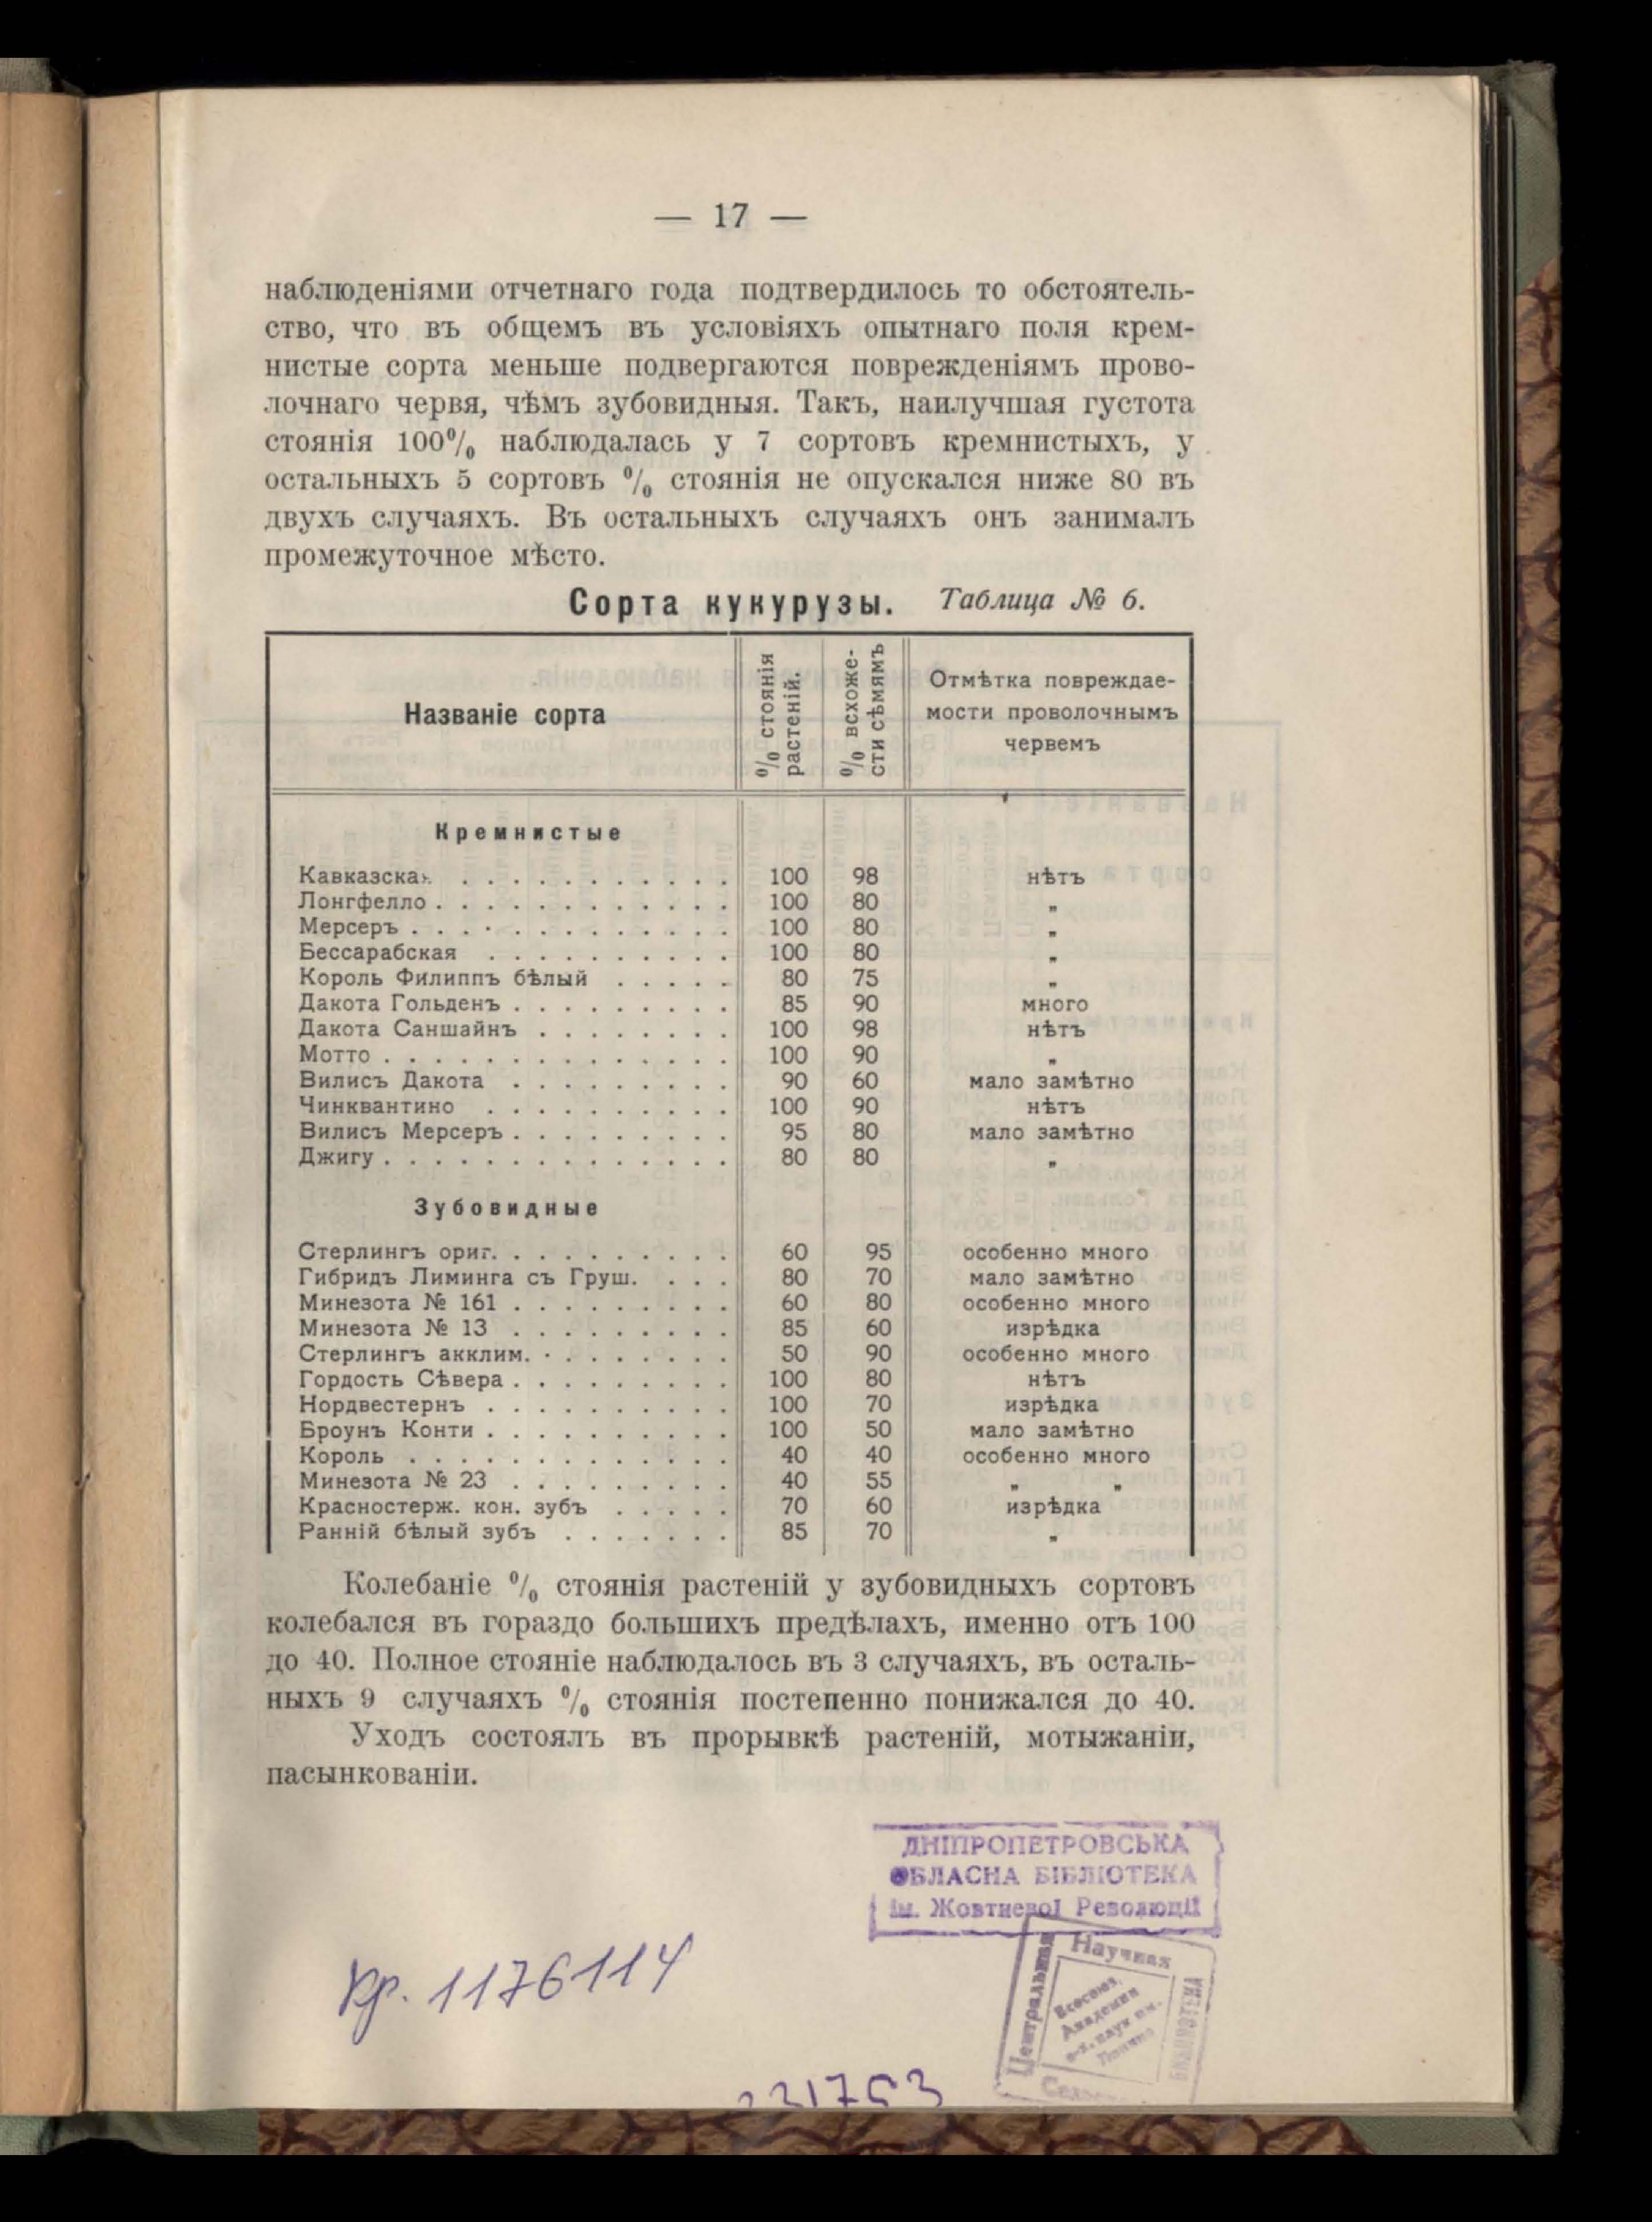 — 17 —
наблюденіями отчетнаго года подтвердилось то обстоятель-
ство, что въ общемъ въ условіяхъ опытнаго поля крем-
нистые сорта меньше подвергаются поврежденіямъ прово-
лочнаго червя, чѣмъ зубовидныя. Такъ, наилучшая густота
стоянія 100% наблюдалась у 7 сортовъ кремнистыхъ, у
остальныхъ 5 сортовъ % стоянія не опускался ниже 80 въ
двухъ случаяхъ. Въ остальныхъ случаяхъ онъ занималъ
промежуточное мѣсто.
Сорта кукурузы. Таблица № 6.
Названіе сорта
% стоянія
растеній.
% всхоже-
сти сѣмямъ
Отмѣтка повреждае-
мости проволочнымъ
червемъ
Кремнистые
Кавказская . . . . . . . . . . . 100 98 нѣтъ
Лонгфелло . . . . . . . . . . . . 100 80 „
Мерсеръ . . . . . . . . . . . . . 100 80 „
Бессарабская . . . . . . . . . . 100 80 „
Король Филиппъ бѣлый . . . . . 80 75 „
Дакота Гольденъ . . . . . . . . . 85 90 много
Дакота Саншайнъ . . . . . . . . 100 98 нѣтъ
Мотто . . . . . . . . . . . . . . 100 90 „
Вилисъ Дакота . . . . . . . . . 90 60 мало замѣтно
Чинквантино . . . . . . . . . . 100 90 нѣтъ
Вилисъ Мерсеръ . . . . . . . . . 95 80 мало замѣтно
Джигу . . . . . . . . . . . . . . 80 80 „
Зубовидные
Стерлингъ ориг. . . . . . . . . . 60 95 особенно много
Гибридъ Лиминга съ Груш. . . . 80 70 мало замѣтно
Минезота № 161 . . . . . . . . . 60 80 особенно много
Минезота № 13 . . . . . . . . . 85 60 изрѣдка
Стерлингъ акклим. . . . . . . . . 50 90 особенно много
Гордость Сѣвера . . . . . . . . . 100 80 нѣтъ
Нордвестернъ . . . . . . . . . . 100 70 изрѣдка
Броунъ Конти . . . . . . . . . . 100 50 мало замѣтно
Король . . . . . . . . . . . . . 40 40 особенно много
Минезота № 23 . . . . . . . . . 40 55 „ „
Красностерж. кон. зубъ . . . . . 70 60 изрѣдка
Ранній бѣлый зубъ . . . . . . . 85 70 „
Колебаніе % стоянія растеній у зубовидныхъ сортовъ
колебался въ гораздо большихъ предѣлахъ, именно отъ 100
до 40. Полное стояніе наблюдалось въ 3 случаяхъ, въ осталь-
ныхъ 9 случаяхъ % стоянія постепенно понижался до 40.
Уходъ состоялъ въ прорывкѣ растеній, мотыжаніи,
пасынкованіи.
ДНІПРОПЕТРОВСЬКА
ОБЛАСНА БІБЛІОТЕКА
ім. Жовтневої Революції
Кр. 1176114
Центральная
Научная
БИБЛИОТЕКА
Всесоюз.
Академии
с-х. наук им.